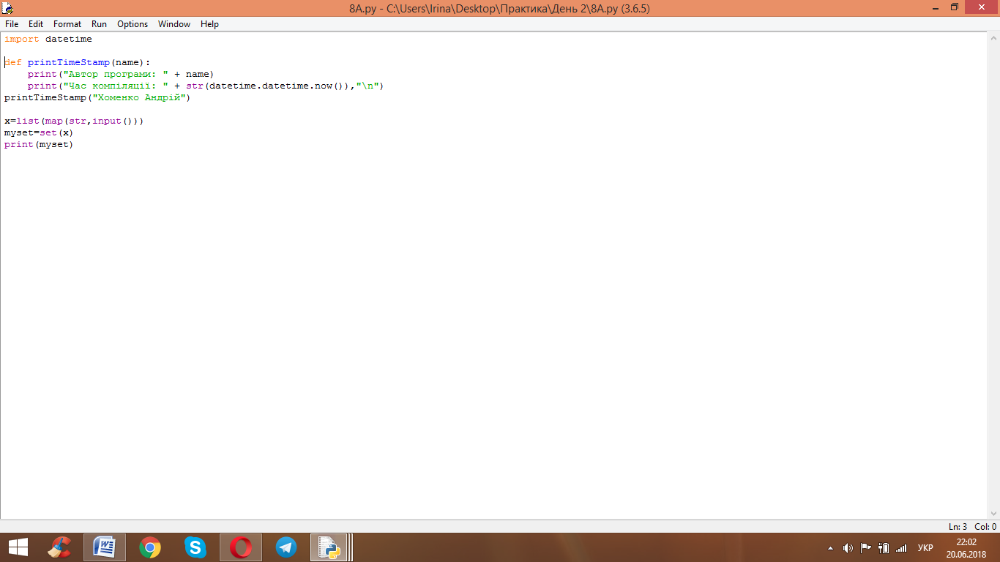 8A.py - C:\Users\Irina\Desktop\Практика\День 2\8A.py (3.6.5)
File Edit Format Run Options Window Help
import datetime
def printTimeStamp(name):
    print("Автор програми: " + name)
    print("Час компіляції: " + str(datetime.datetime.now()),"\n")
printTimeStamp("Хоменко Андрій")
x=list(map(str,input()))
myset=set(x)
print(myset)
Ln: 3 Col: 0
УКР
22:02
20.06.2018